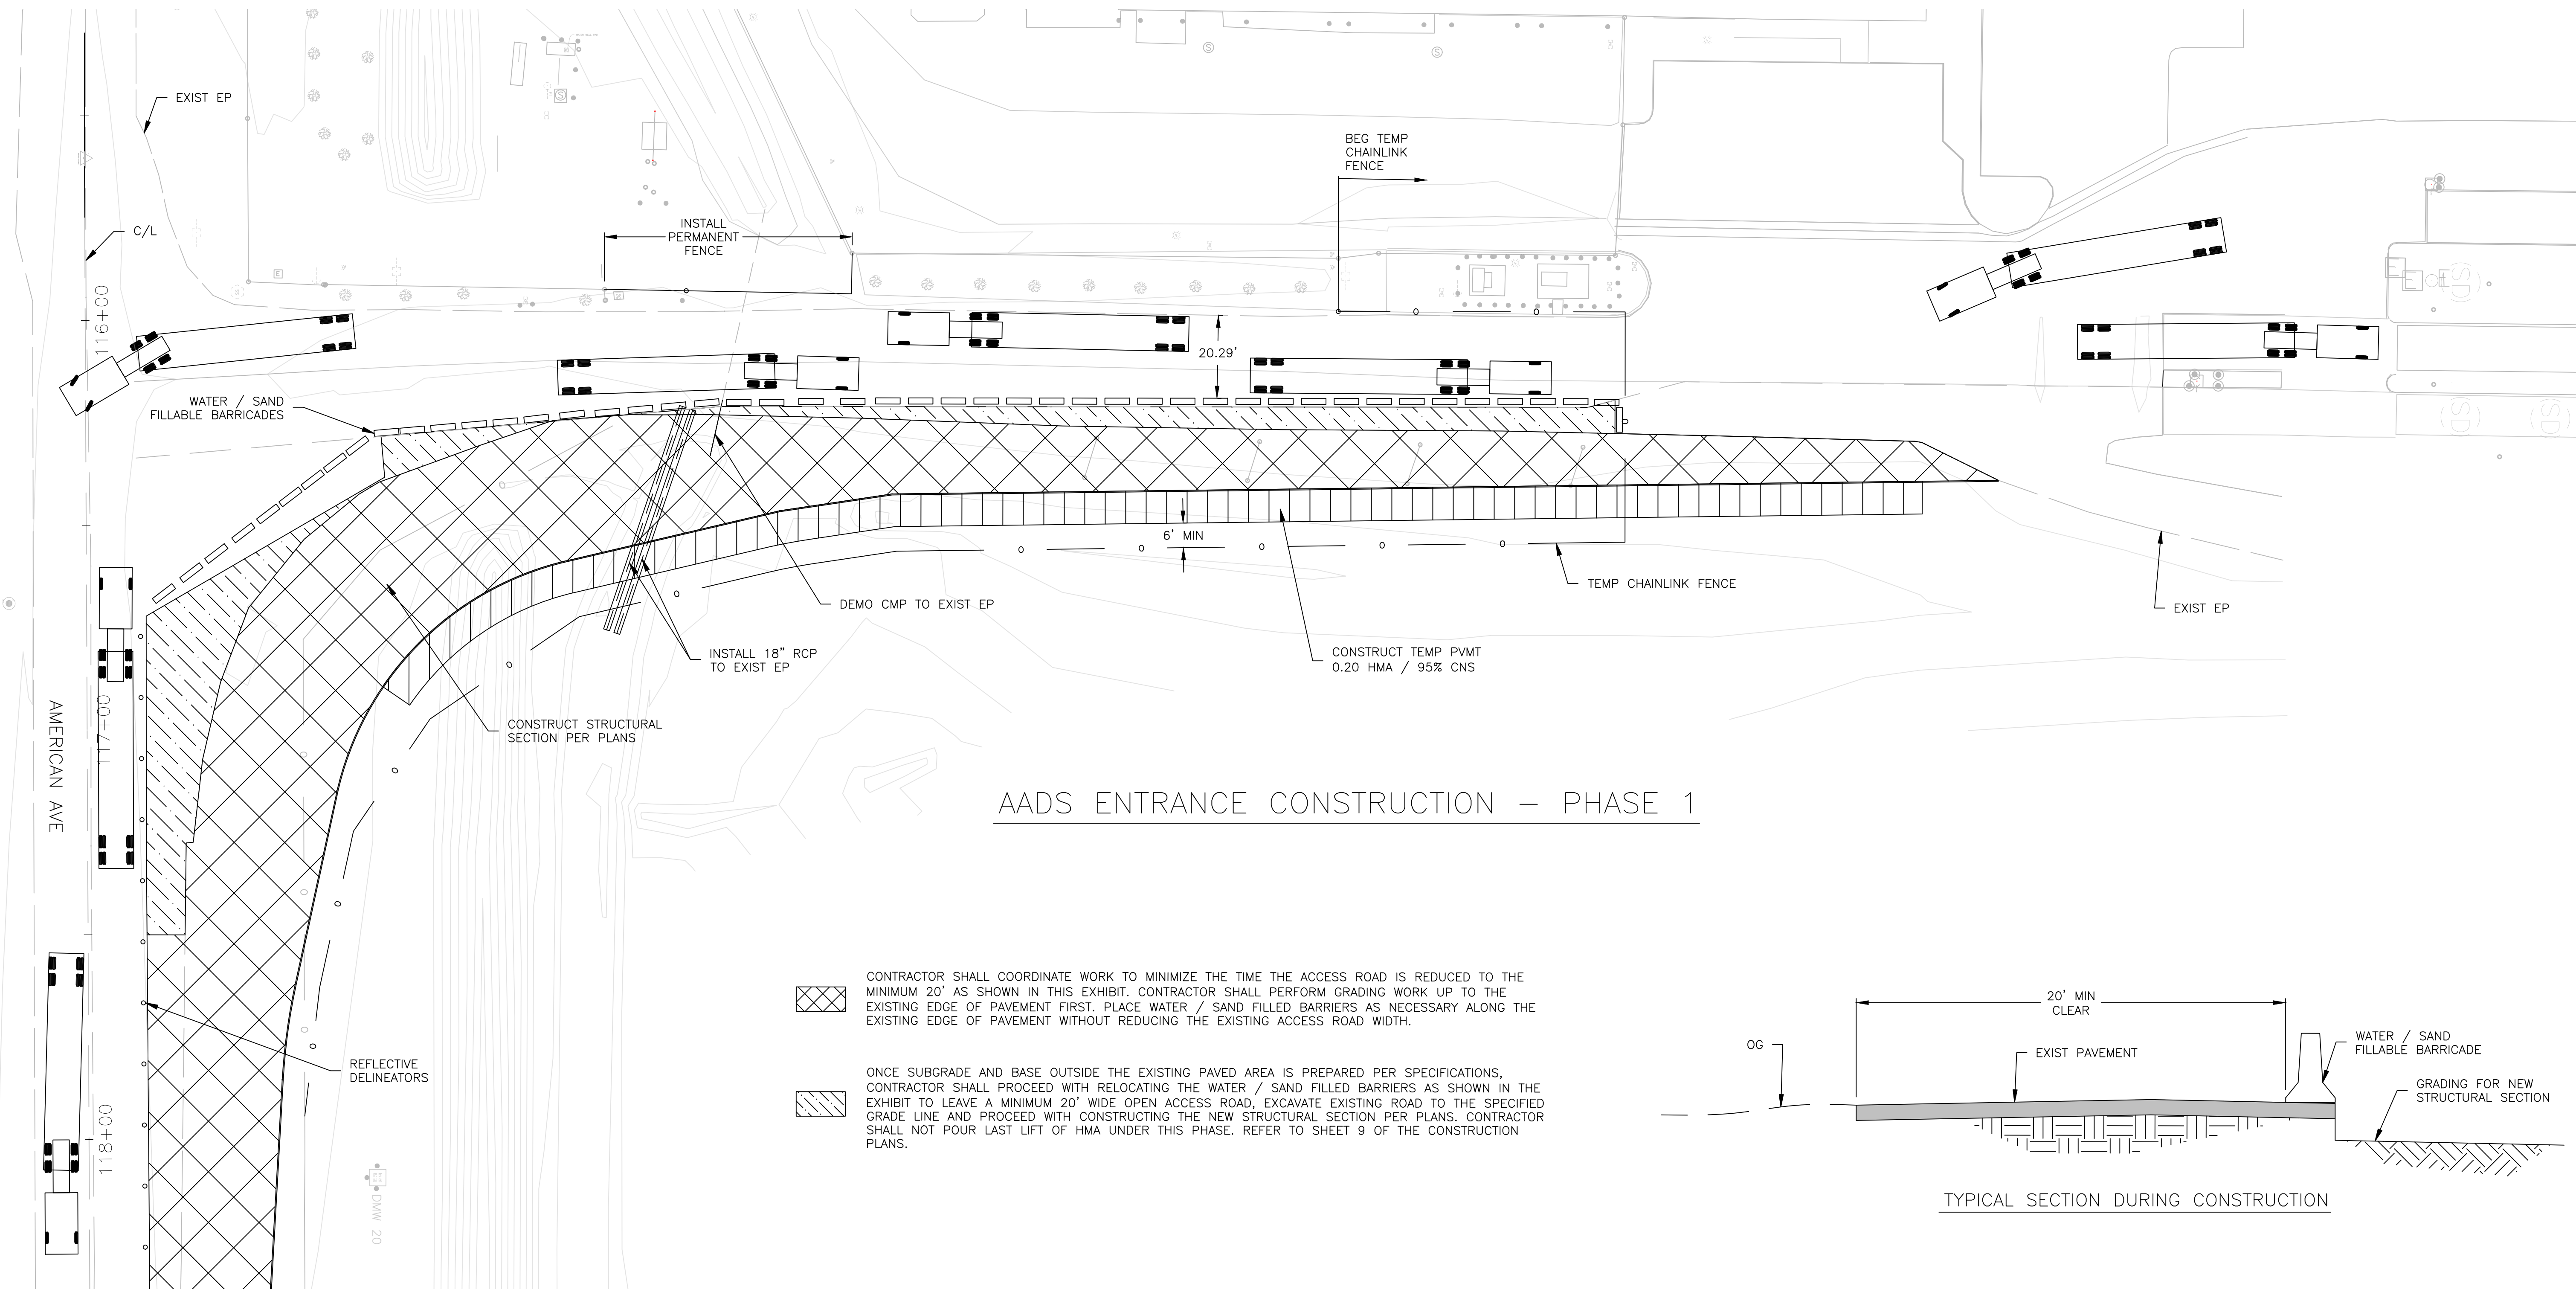 EXIST EP
C/L
116+00
INSTALL
PERMANENT
FENCE
BEG TEMP
CHAINLINK
FENCE
20.29'
WATER / SAND
FILLABLE BARRICADES
6' MIN
TEMP CHAINLINK FENCE
EXIST EP
DEMO CMP TO EXIST EP
INSTALL 18" RCP
TO EXIST EP
CONSTRUCT TEMP PVMT
0.20 HMA / 95% CNS
CONSTRUCT STRUCTURAL
SECTION PER PLANS
AMERICAN AVE
117+00
AADS ENTRANCE CONSTRUCTION – PHASE 1
CONTRACTOR SHALL COORDINATE WORK TO MINIMIZE THE TIME THE ACCESS ROAD IS REDUCED TO THE
MINIMUM 20' AS SHOWN IN THIS EXHIBIT. CONTRACTOR SHALL PERFORM GRADING WORK UP TO THE
EXISTING EDGE OF PAVEMENT FIRST. PLACE WATER / SAND FILLED BARRIERS AS NECESSARY ALONG THE
EXISTING EDGE OF PAVEMENT WITHOUT REDUCING THE EXISTING ACCESS ROAD WIDTH.
ONCE SUBGRADE AND BASE OUTSIDE THE EXISTING PAVED AREA IS PREPARED PER SPECIFICATIONS,
CONTRACTOR SHALL PROCEED WITH RELOCATING THE WATER / SAND FILLED BARRIERS AS SHOWN IN THE
EXHIBIT TO LEAVE A MINIMUM 20' WIDE OPEN ACCESS ROAD, EXCAVATE EXISTING ROAD TO THE SPECIFIED
GRADE LINE AND PROCEED WITH CONSTRUCTING THE NEW STRUCTURAL SECTION PER PLANS. CONTRACTOR
SHALL NOT POUR LAST LIFT OF HMA UNDER THIS PHASE. REFER TO SHEET 9 OF THE CONSTRUCTION
PLANS.
REFLECTIVE
DELINEATORS
118+00
DMW 20
20' MIN
CLEAR
OG
EXIST PAVEMENT
WATER / SAND
FILLABLE BARRICADE
GRADING FOR NEW
STRUCTURAL SECTION
TYPICAL SECTION DURING CONSTRUCTION
(SD)
(SD)
(SD)